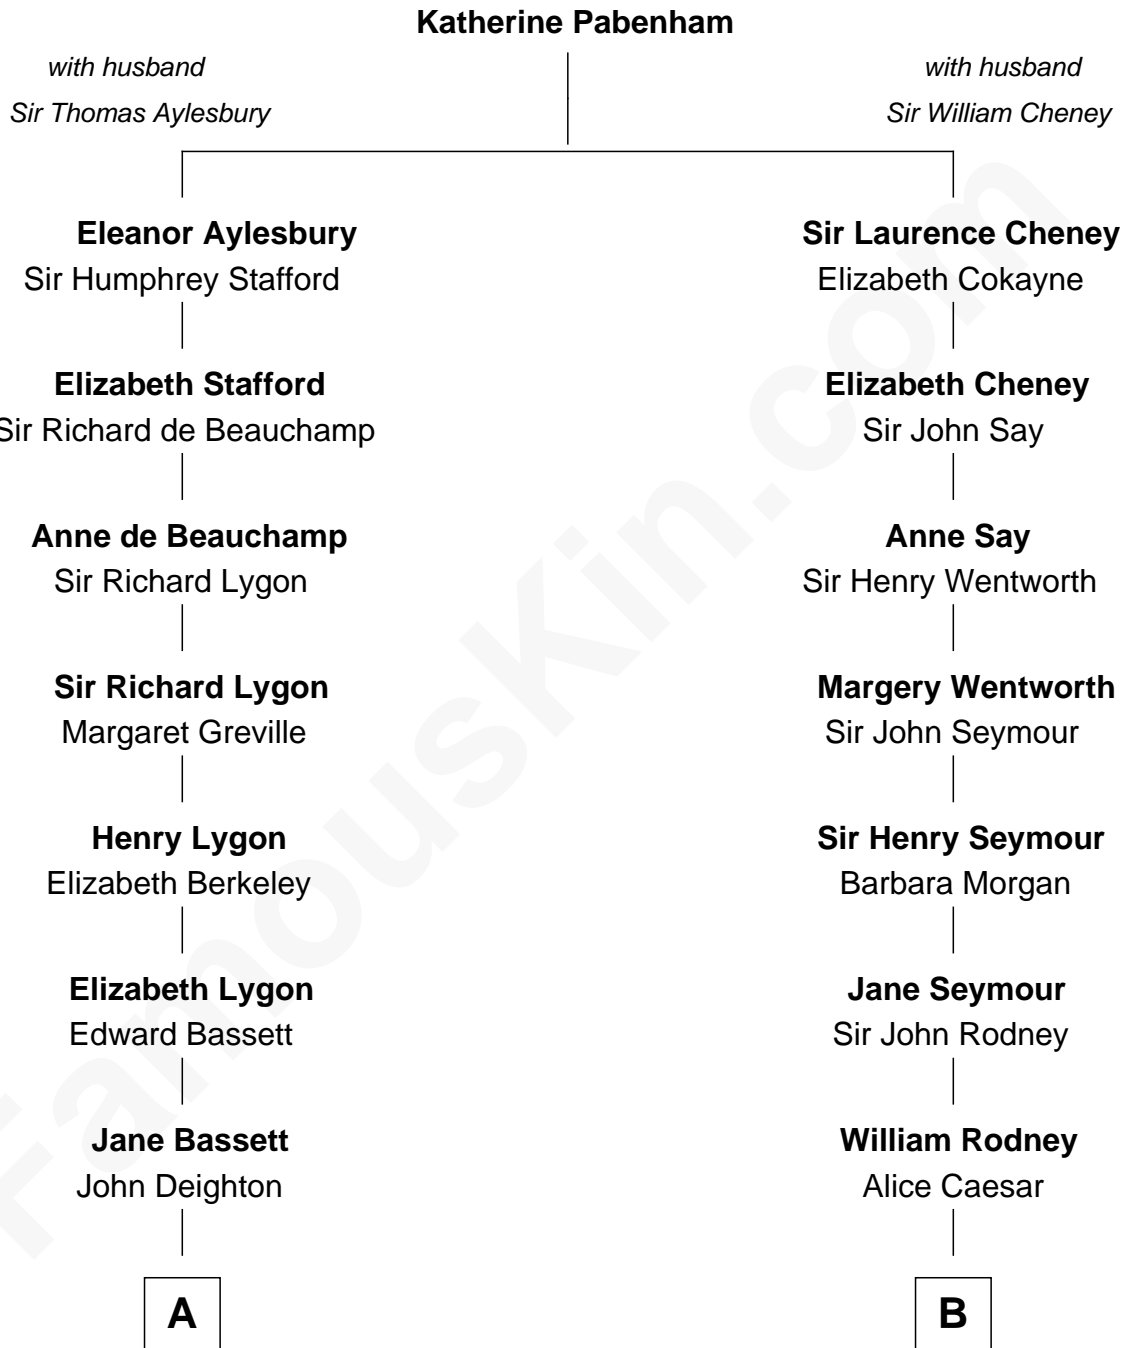 Katherine Pabenham
with husband
Sir Thomas Aylesbury
with husband
Sir William Cheney
Eleanor Aylesbury
Sir Humphrey Stafford
Sir Laurence Cheney
Elizabeth Cokayne
Elizabeth Stafford
Sir Richard de Beauchamp
Elizabeth Cheney
Sir John Say
Anne de Beauchamp
Sir Richard Lygon
Anne Say
Sir Henry Wentworth
Sir Richard Lygon
Margaret Greville
Margery Wentworth
Sir John Seymour
Henry Lygon
Elizabeth Berkeley
Sir Henry Seymour
Barbara Morgan
Elizabeth Lygon
Edward Bassett
Jane Seymour
Sir John Rodney
Jane Bassett
John Deighton
William Rodney
Alice Caesar
A
B
FamousKin.com